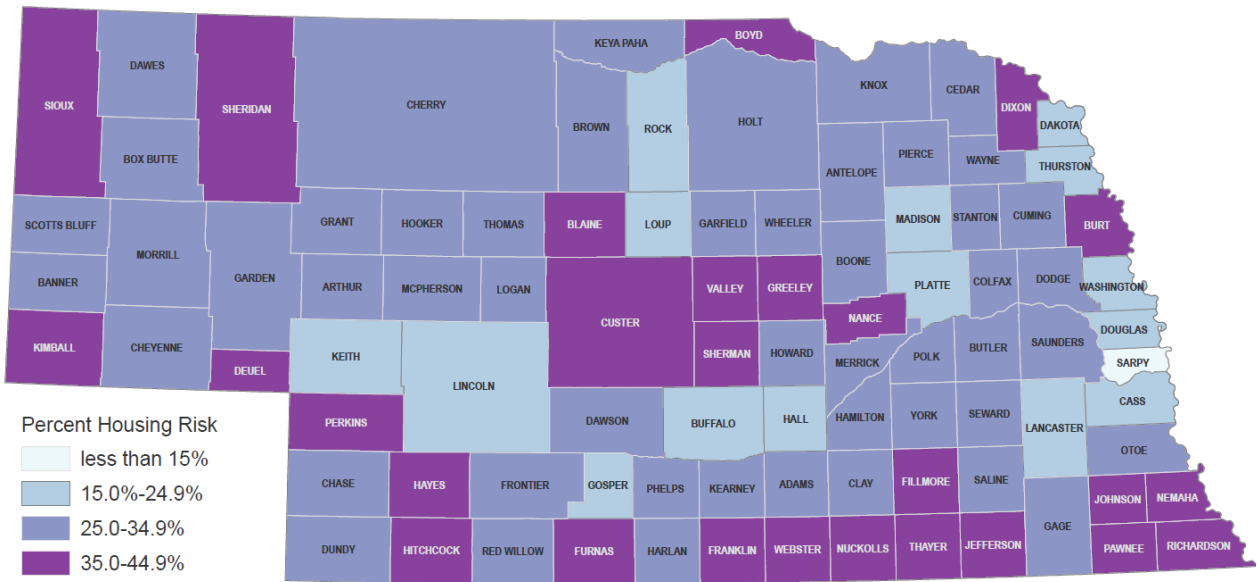 KEYA PAHA
BOYD
DAWES
SIOUX
SHERIDAN
CHERRY
BROWN
ROCK
HOLT
KNOX
CEDAR
DIXON
DAKOTA
BOX BUTTE
ANTELOPE
PIERCE
WAYNE
THURSTON
SCOTTS BLUFF
MORRILL
GARDEN
GRANT
HOOKER
THOMAS
BLAINE
LOUP
GARFIELD
WHEELER
MADISON
STANTON
CUMING
BURT
BANNER
ARTHUR
MCPHERSON
LOGAN
CUSTER
VALLEY
GREELEY
BOONE
PLATTE
COLFAX
DODGE
WASHINGTON
KIMBALL
CHEYENNE
DEUEL
KEITH
LINCOLN
SHERMAN
HOWARD
NANCE
MERRICK
POLK
BUTLER
SAUNDERS
DOUGLAS
SARPY
PERKINS
DAWSON
BUFFALO
HALL
HAMILTON
YORK
SEWARD
LANCASTER
CASS
OTOE
CHASE
HAYES
FRONTIER
GOSPER
PHELPS
KEARNEY
ADAMS
CLAY
FILLMORE
SALINE
GAGE
JOHNSON
NEMAHA
DUNDY
HITCHCOCK
RED WILLOW
FURNAS
HARLAN
FRANKLIN
WEBSTER
NUCKOLLS
THAYER
JEFFERSON
PAWNEE
RICHARDSON
Percent Housing Risk
less than 15%
15.0%-24.9%
25.0-34.9%
35.0-44.9%